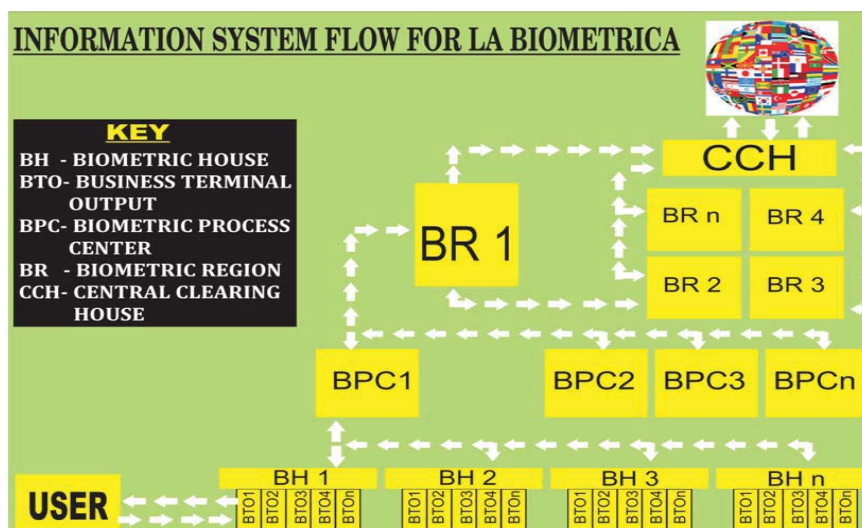 INFORMATION SYSTEM FLOW FOR LA BIOMETRICA
KEY
BH - BIOMETRIC HOUSE
BTO- BUSINESS TERMINAL
OUTPUT
BPC- BIOMETRIC PROCESS
CENTER
BR - BIOMETRIC REGION
CCH- CENTRAL CLEARING
HOUSE
CCH
BR 1
BR n
BR 4
BR 2
BR 3
BPC1
BPC2
BPC3
BPCn
BH 1
BH 2
BH 3
BH n
USER
BTO1
BTO2
BTO3
BTO4
BTOn
BTO1
BTO2
BTO3
BTO4
BTOn
BTO1
BTO2
BTO3
BTO4
BTOn
BTO1
BTO2
BTO3
BTO4
BTOn